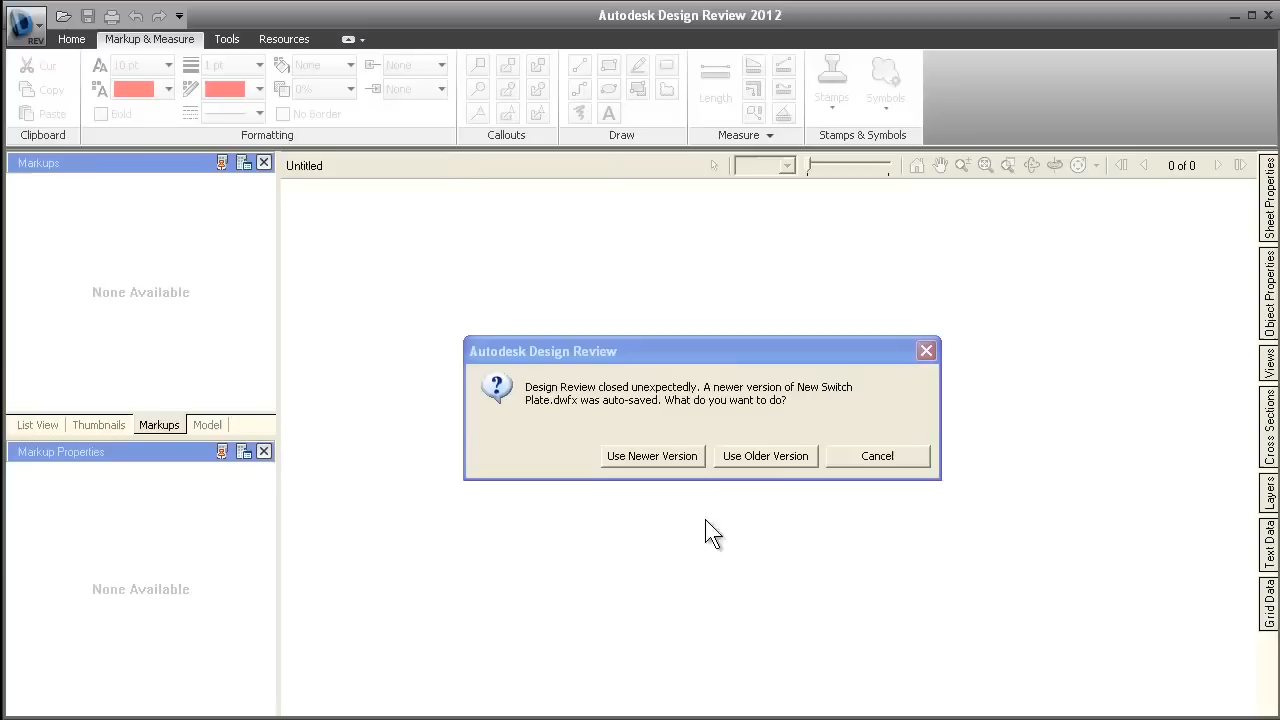 Autodesk Design Review 2012
REV
Home
Markup & Measure
Tools
Resources
Cut
Copy
Paste
10 pt
1 pt
None
None
0%
None
Bold
No Border
Length
Stamps
Symbols
Clipboard
Formatting
Callouts
Draw
Measure
Stamps & Symbols
Markups
Untitled
0 of 0
None Available
List View
Thumbnails
Markups
Model
Markup Properties
None Available
Autodesk Design Review
Design Review closed unexpectedly. A newer version of New Switch
Plate.dwfx was auto-saved. What do you want to do?
Use Newer Version
Use Older Version
Cancel
Sheet Properties
Object Properties
Views
Cross Sections
Layers
Text Data
Grid Data